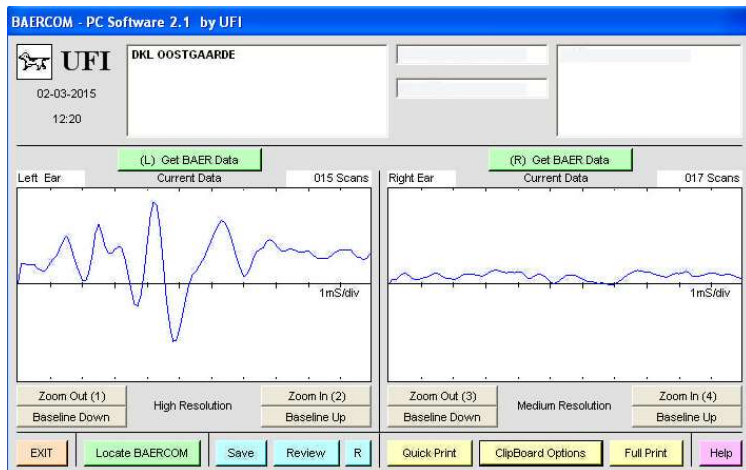 BAERCOM - PC Software 2.1 by UFI
UFI
DKL OOSTGAARDE
02-03-2015
12:20
(L) Get BAER Data
(R) Get BAER Data
Left Ear Current Data 015 Scans
Right Ear Current Data 017 Scans
1mS/div
1mS/div
Zoom Out (1) High Resolution Zoom In (2)
Baseline Down Baseline Up
Zoom Out (3) Medium Resolution Zoom In (4)
Baseline Down Baseline Up
EXIT Locate BAERCOM Save Review R Quick Print ClipBoard Options Full Print Help